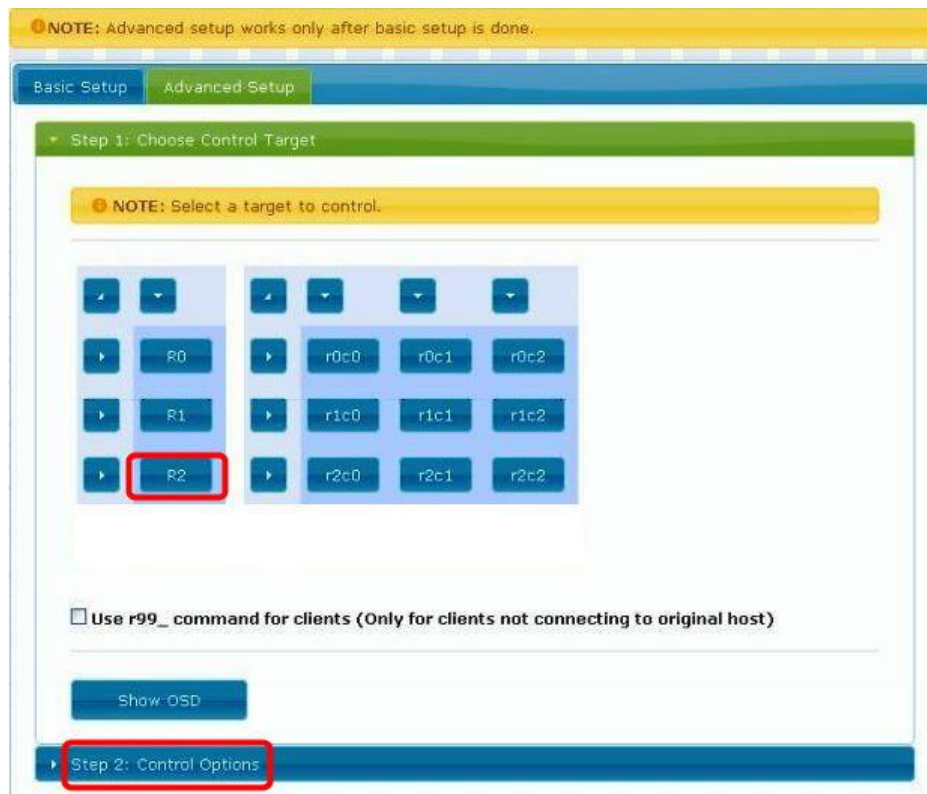 NOTE: Advanced setup works only after basic setup is done.
Basic Setup Advanced Setup
Step 1: Choose Control Target
NOTE: Select a target to control.
R0 r0c0 r0c1 r0c2
R1 r1c0 r1c1 r1c2
R2 r2c0 r2c1 r2c2
Use r99_ command for clients (Only for clients not connecting to original host)
Show OSD
Step 2: Control Options